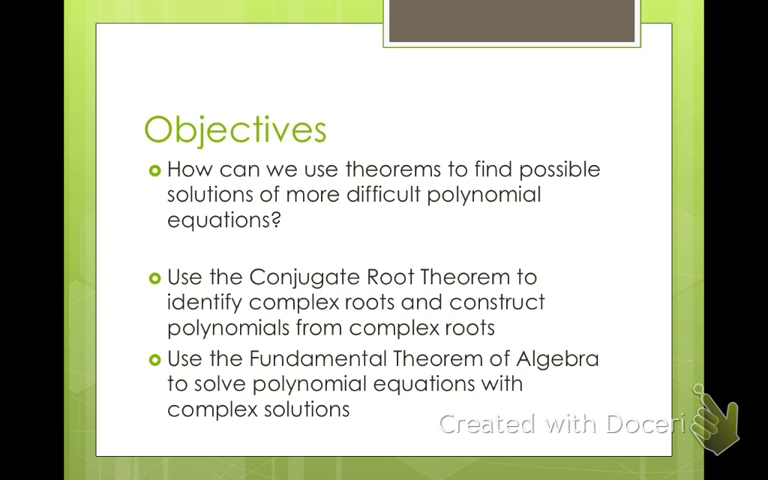 Objectives
How can we use theorems to find possible
solutions of more difficult polynomial
equations?
Use the Conjugate Root Theorem to
identify complex roots and construct
polynomials from complex roots
Use the Fundamental Theorem of Algebra
to solve polynomial equations with
complex solutions
Created with Doceri